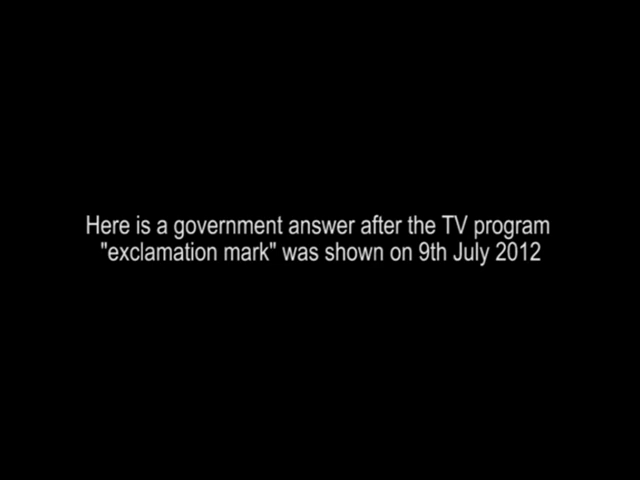 Here is a government answer after the TV program
"exclamation mark" was shown on 9th July 2012